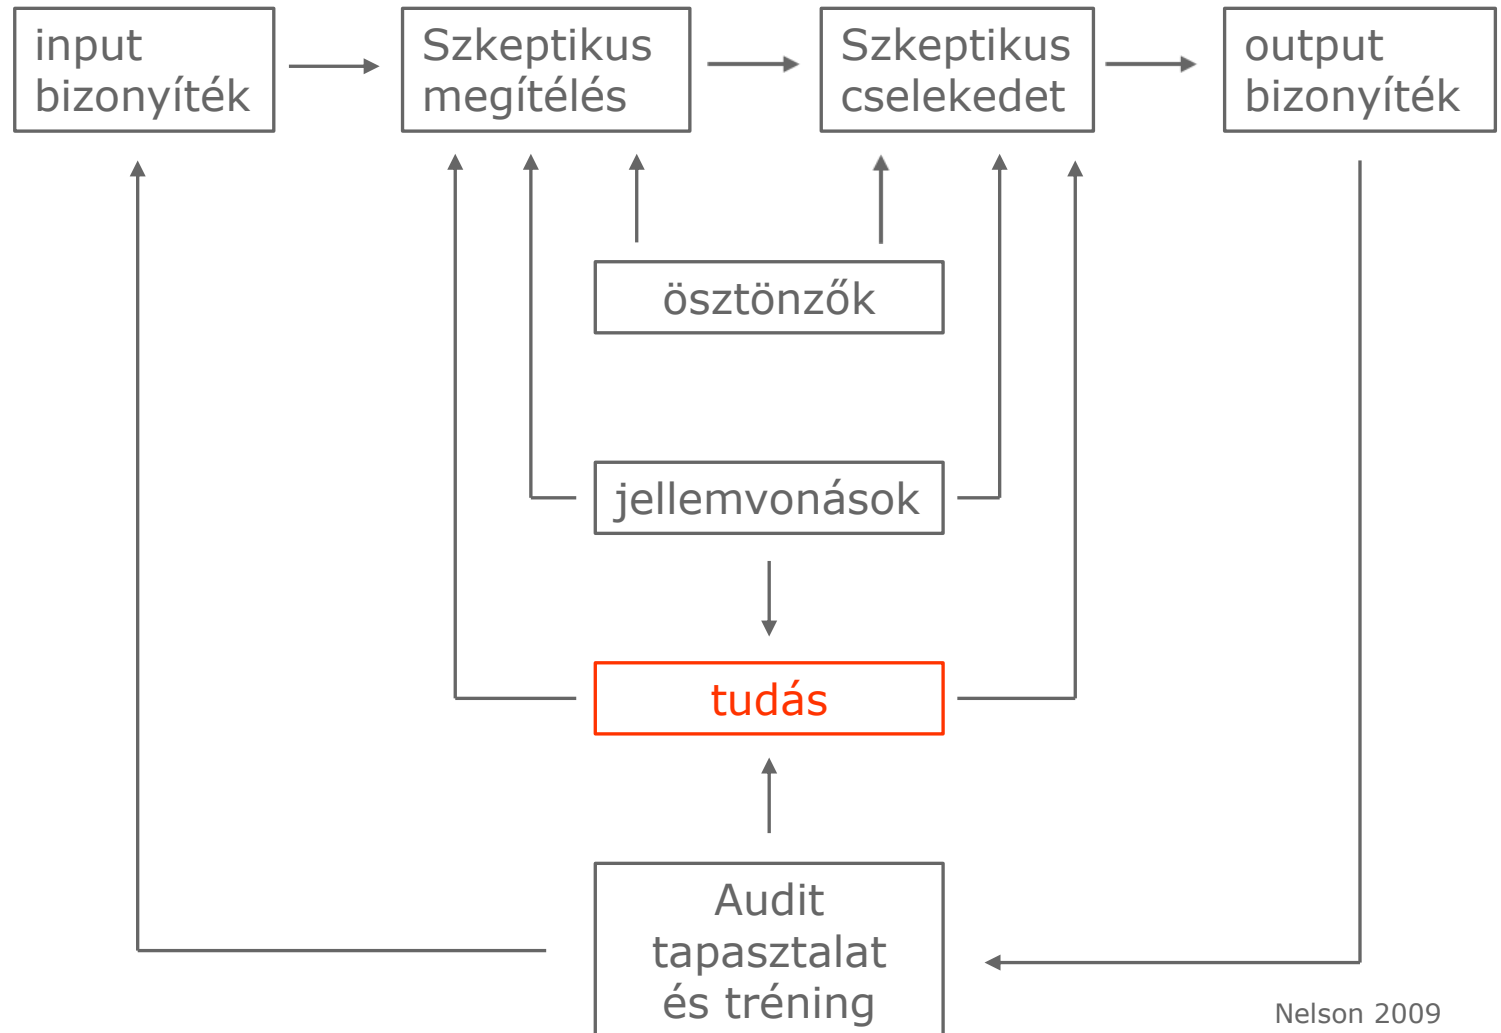 input
bizonyíték
Szkeptikus
megítélés
Szkeptikus
cselekedet
output
bizonyíték
ösztönzők
jellemvonások
tudás
Audit
tapasztalat
és tréning
Nelson 2009